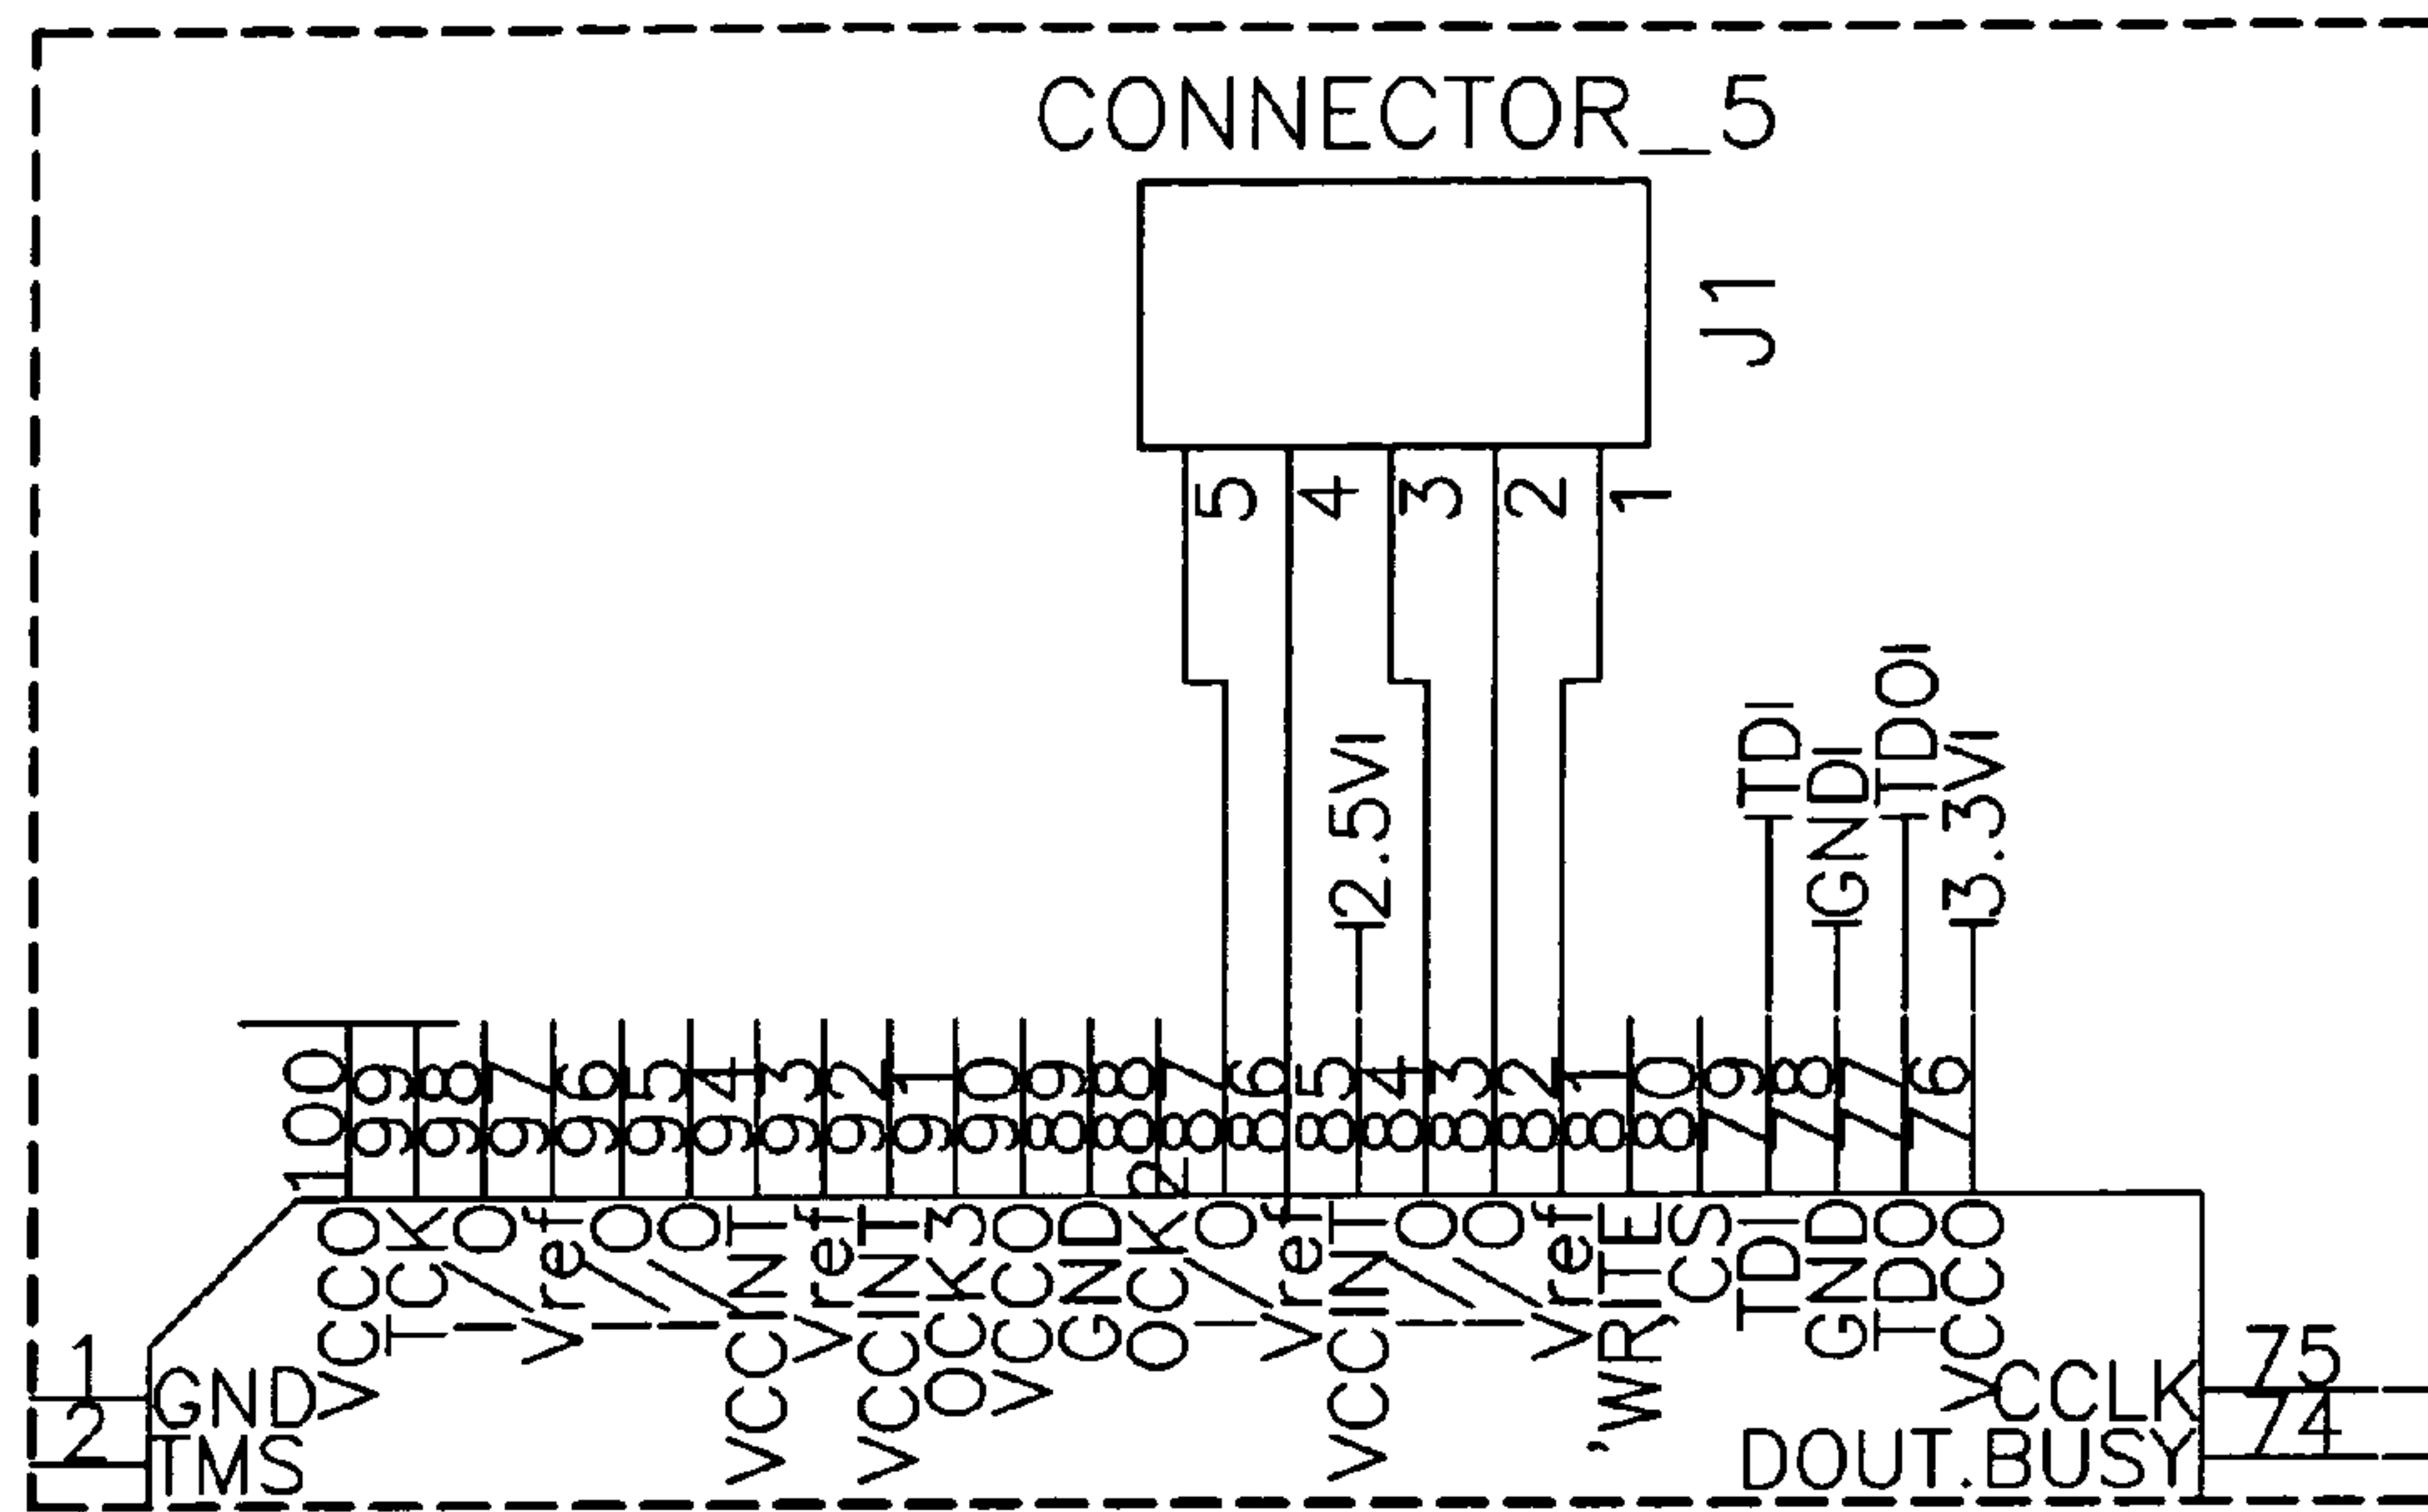 CONNECTOR_5
J1
5
4
3
2
1
2.5V
TDI
GND
TDO
3.3V
100
99
98
97
96
95
94
93
92
91
90
89
88
87
86
85
84
83
82
81
80
79
78
77
76
VCCO
TCK
I/O
Vref
I/O
I/O
VCCINT
Vref
VCCINT
GCK3
VCCO
GND
GCK2
I/O
Vref
VCCINT
I/O
I/O
Vref
'WRITE
CS
TDI
GND
TDO
VCCO
1
GND
2
TMS
CCLK
75
DOUT.BUSY
74